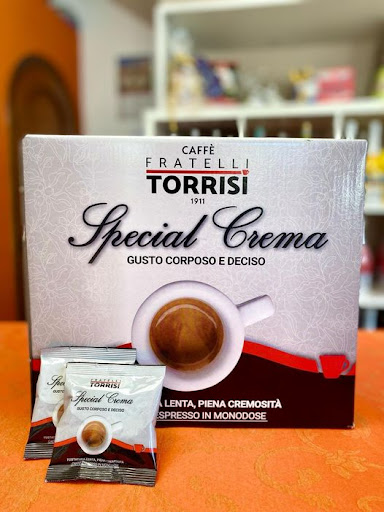 CAFFÈ
FRATELLI
TORRISI
1911
Special Crema
GUSTO CORPOSO E DECISO
LENTA, PIENA CREMOSITÀ
ESPRESSO IN MONODOSE
FRATELLI
TORRISI
Special Crema
GUSTO CORPOSO E DECISO